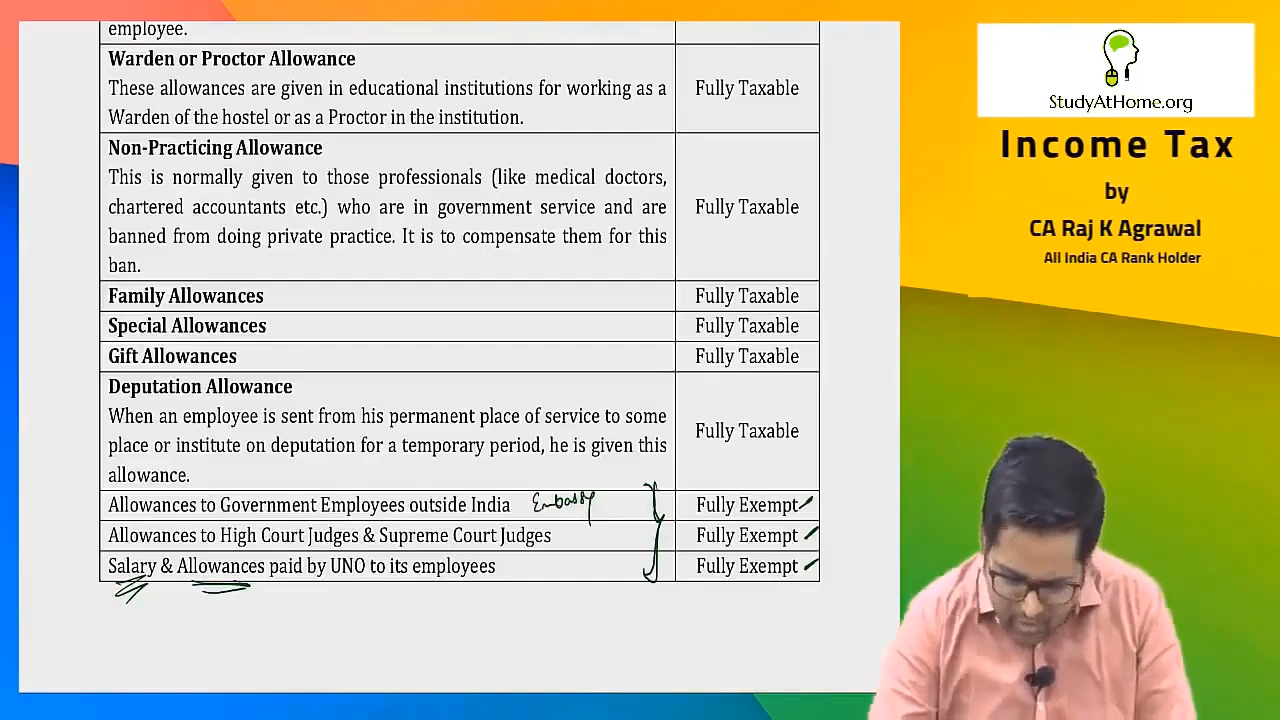 employee.
Warden or Proctor Allowance
These allowances are given in educational institutions for working as a
Warden of the hostel or as a Proctor in the institution.
Fully Taxable
Non-Practicing Allowance
This is normally given to those professionals (like medical doctors,
chartered accountants etc.) who are in government service and are
banned from doing private practice. It is to compensate them for this
ban.
Fully Taxable
Family Allowances
Fully Taxable
Special Allowances
Fully Taxable
Gift Allowances
Fully Taxable
Deputation Allowance
When an employee is sent from his permanent place of service to some
place or institute on deputation for a temporary period, he is given this
allowance.
Fully Taxable
Allowances to Government Employees outside India Embassy
Fully Exempt
Allowances to High Court Judges & Supreme Court Judges
Fully Exempt
Salary & Allowances paid by UNO to its employees
Fully Exempt
StudyAtHome.org
Income Tax
by
CA Raj K Agrawal
All India CA Rank Holder